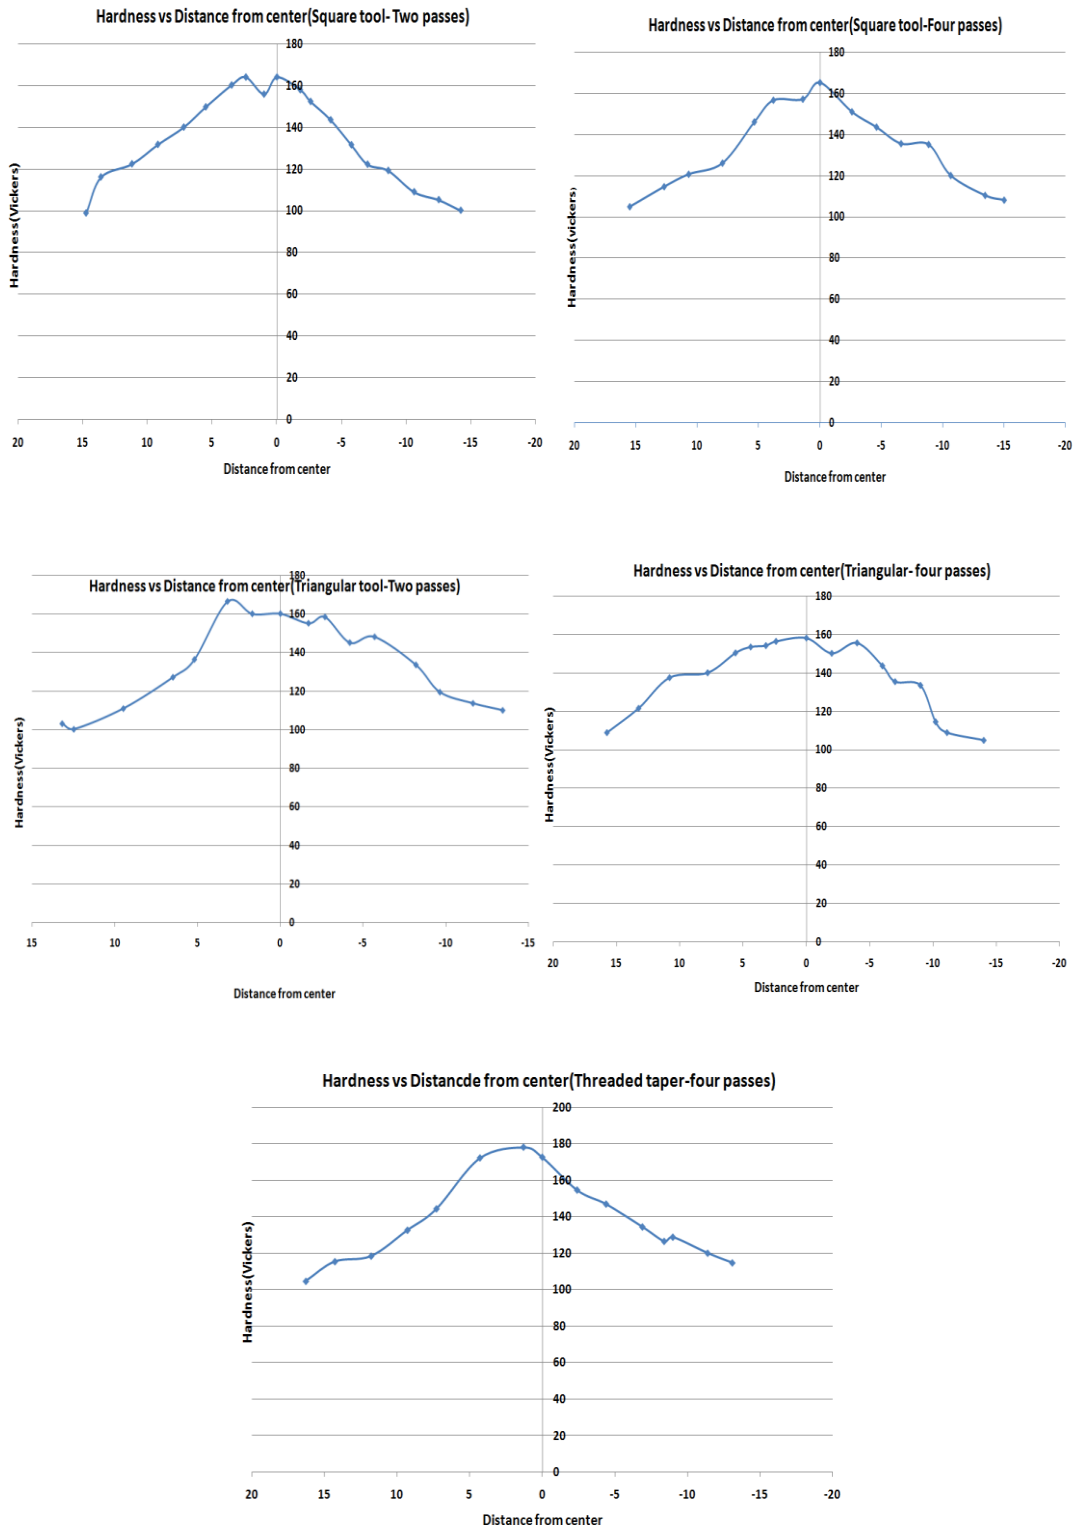 Hardness vs Distance from center(Square tool- Two passes)
180
160
140
120
100
80
60
40
20
0
20 15 10 5 0 -5 -10 -15 -20
Hardness(Vickers)
Distance from center
Hardness vs Distance from center(Square tool-Four passes)
180
160
140
120
100
80
60
40
20
0
20 15 10 5 0 -5 -10 -15 -20
Hardness(vickers)
Distance from center
Hardness vs Distance from center(Triangular tool-Two passes)
180
160
140
120
100
80
60
40
20
0
15 10 5 0 -5 -10 -15
Hardness(Vickers)
Distance from center
Hardness vs Distance from center(Triangular- four passes)
180
160
140
120
100
80
60
40
20
0
20 15 10 5 0 -5 -10 -15 -20
Hardness(Vickers)
Distance from center
Hardness vs Distancde from center(Threaded taper-four passes)
200
180
160
140
120
100
80
60
40
20
0
20 15 10 5 0 -5 -10 -15 -20
Hardness(Vickers)
Distance from center